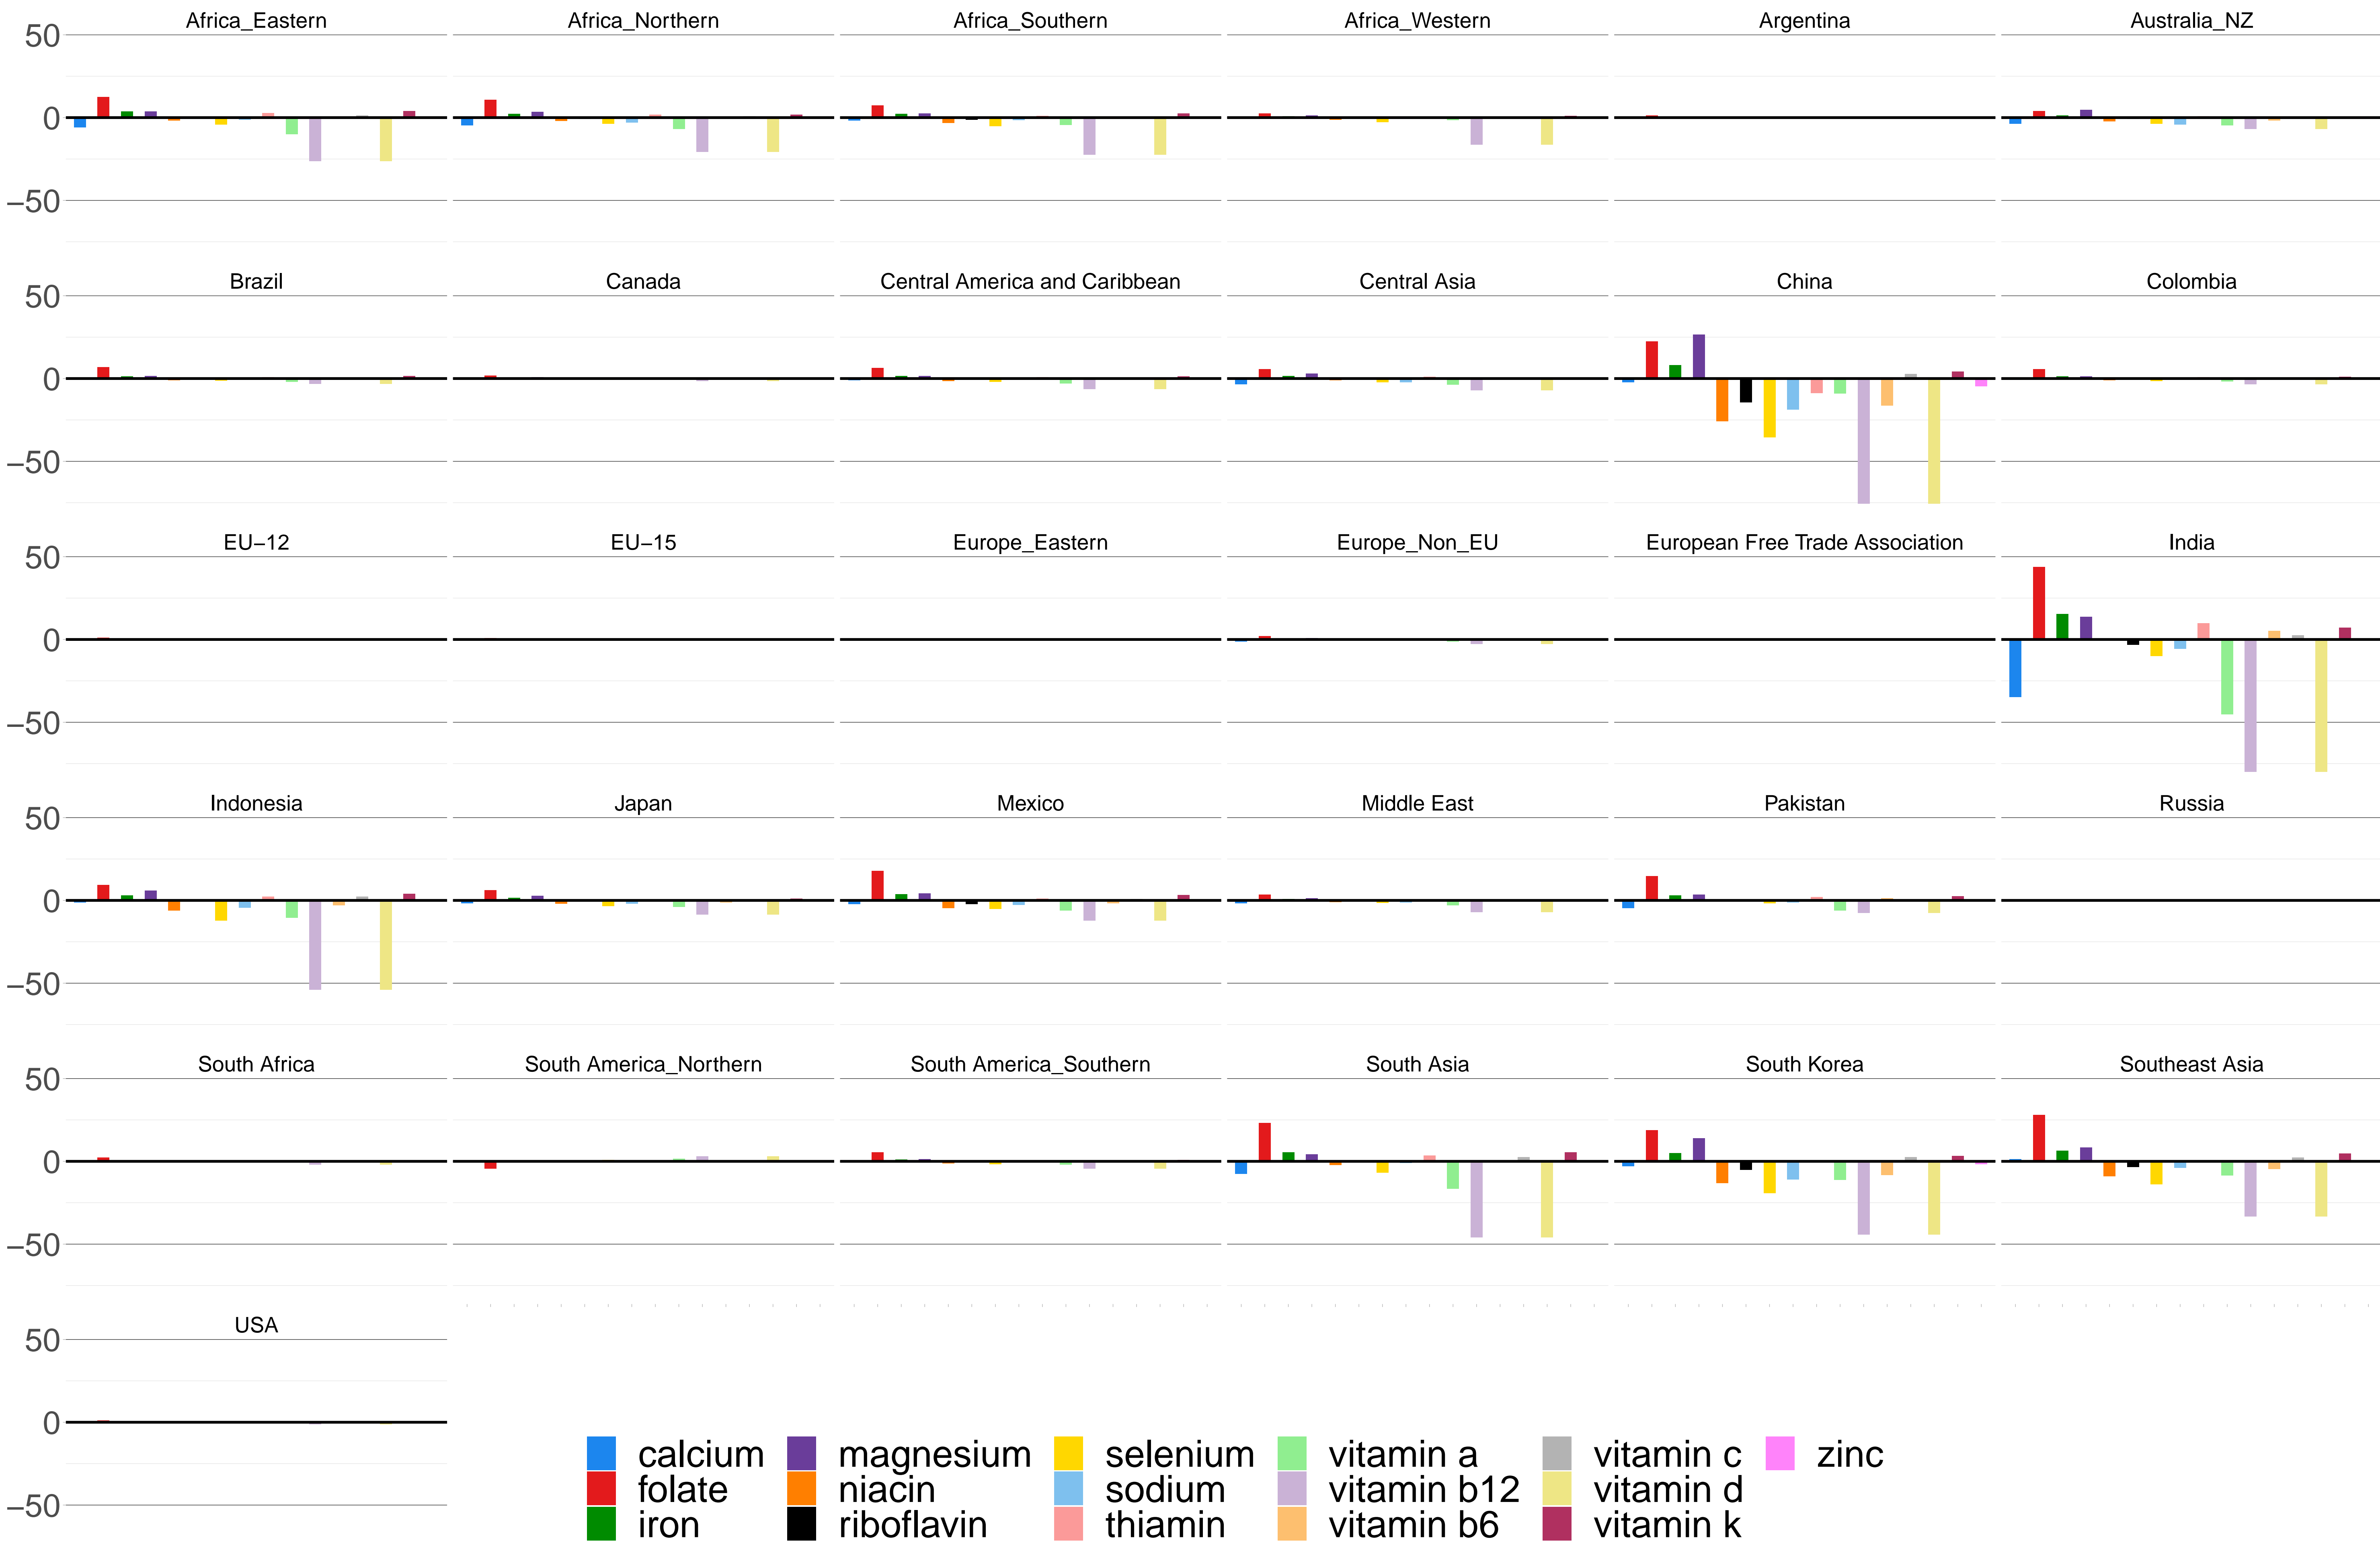 Africa_Eastern Africa_Northern Africa_Southern Africa_Western Argentina Australia_NZ
50
0
−50
Brazil Canada Central America and Caribbean Central Asia China Colombia
50
0
−50
EU−12 EU−15 Europe_Eastern Europe_Non_EU European Free Trade Association India
50
0
−50
Indonesia Japan Mexico Middle East Pakistan Russia
50
0
−50
South Africa South America_Northern South America_Southern South Asia South Korea Southeast Asia
50
0
−50
USA
50
0
−50
calcium magnesium selenium vitamin a vitamin c zinc
folate niacin sodium vitamin b12 vitamin d
iron riboflavin thiamin vitamin b6 vitamin k